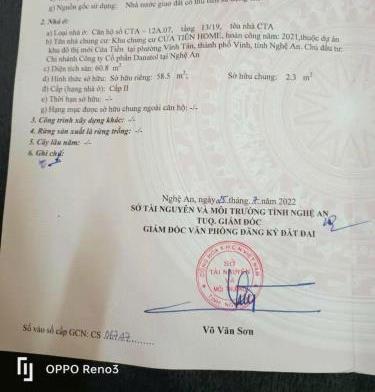 g) Nguồn gốc sử dụng: Nhà nước giao đất có thu tiền sử dụng
2. Nhà ở:
a) Loại nhà ở: Căn hộ số CTA – 12A.07, tầng 13/19, tòa nhà CTA
b) Tên nhà chung cư: Khu chung cư CỬA TIỀN HOME, hoàn công năm: 2021, thuộc dự án
khu đô thị mới Cửa Tiền tại phường Vinh Tân, thành phố Vinh, tỉnh Nghệ An. Chủ đầu tư:
Chi nhánh Công ty Cổ phần Danatol tại Nghệ An
c) Diện tích sàn: 60.8 m²
d) Hình thức sở hữu: Sở hữu riêng: 58.5 m²; Sở hữu chung: 2.3 m²
đ) Cấp (hạng nhà ở): Cấp II
e) Thời hạn sở hữu: -/-
g) Hạng mục được sở hữu chung ngoài căn hộ: -/-
3. Công trình xây dựng khác: -/-
4. Rừng sản xuất là rừng trồng: -/-
5. Cây lâu năm: -/-
6. Ghi chú:
Nghệ An, ngày 25 tháng 7 năm 2022
SỞ TÀI NGUYÊN VÀ MÔI TRƯỜNG TỈNH NGHỆ AN
TUQ. GIÁM ĐỐC
GIÁM ĐỐC VĂN PHÒNG ĐĂNG KÝ ĐẤT ĐAI
SỞ
TÀI NGUYÊN
VÀ
MÔI TRƯỜNG
Võ Văn Sơn
Số vào sổ cấp GCN: CS
OPPO Reno3